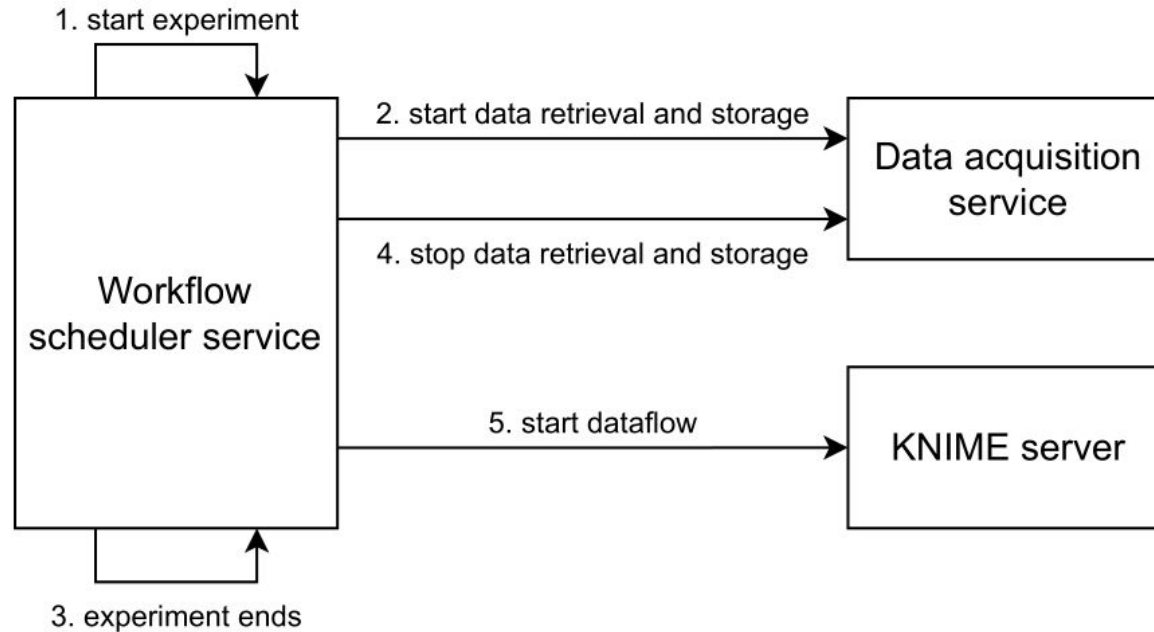 1. start experiment
2. start data retrieval and storage
Data acquisition
service
4. stop data retrieval and storage
Workflow
scheduler service
5. start dataflow
KNIME server
3. experiment ends